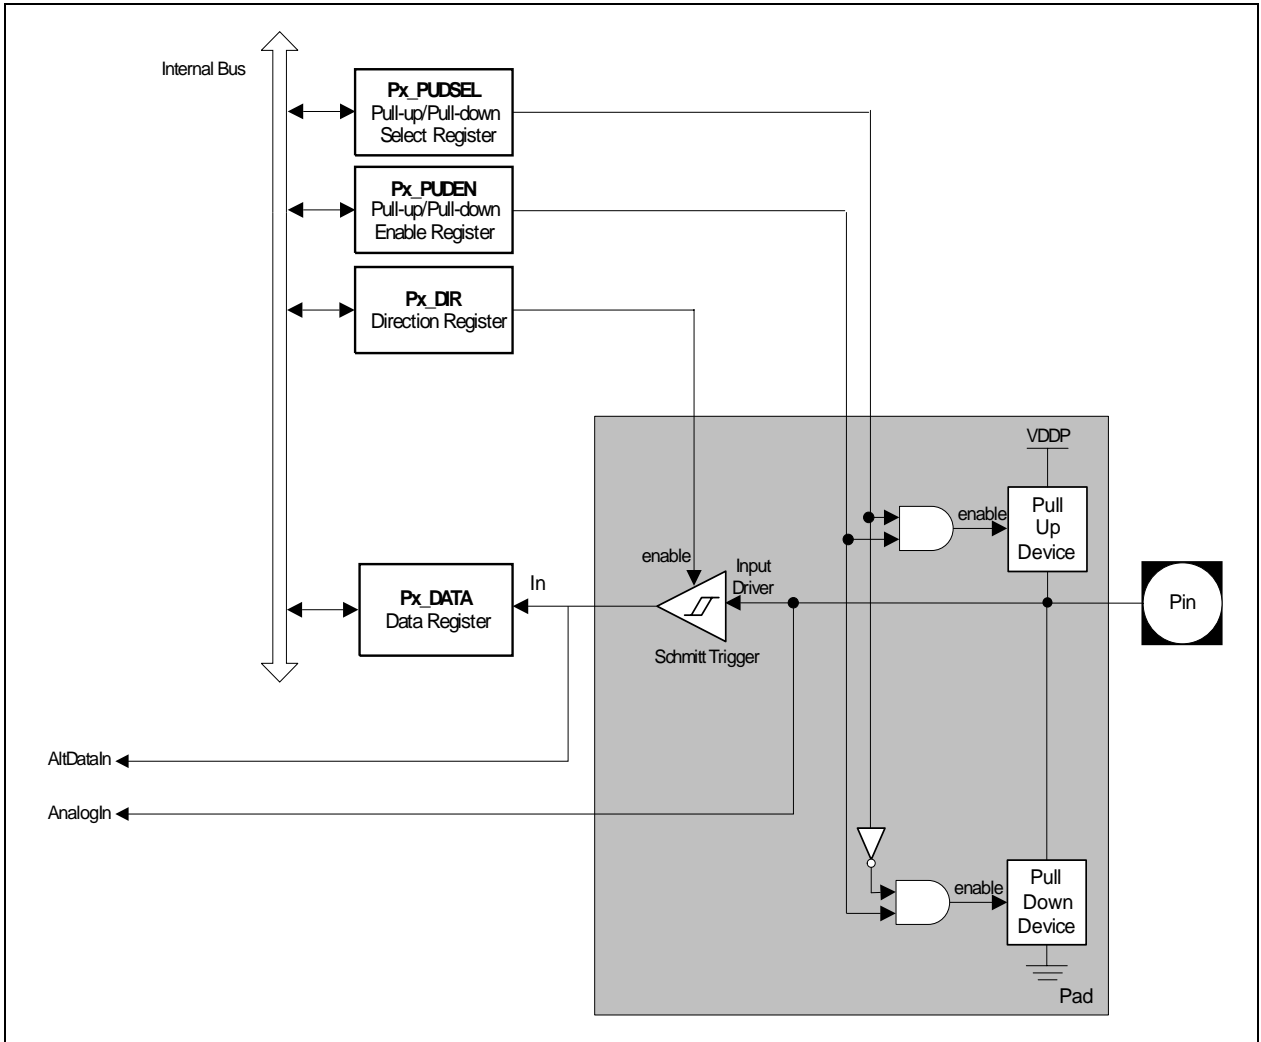 Internal Bus
Px_PUDSEL
Pull-up/Pull-down
Select Register
Px_PUDEN
Pull-up/Pull-down
Enable Register
Px_DIR
Direction Register
VDDP
enable
Pull
Up
Device
enable
Input
Driver
In
Px_DATA
Data Register
Schmitt Trigger
Pin
AltDataIn
AnalogIn
enable
Pull
Down
Device
Pad